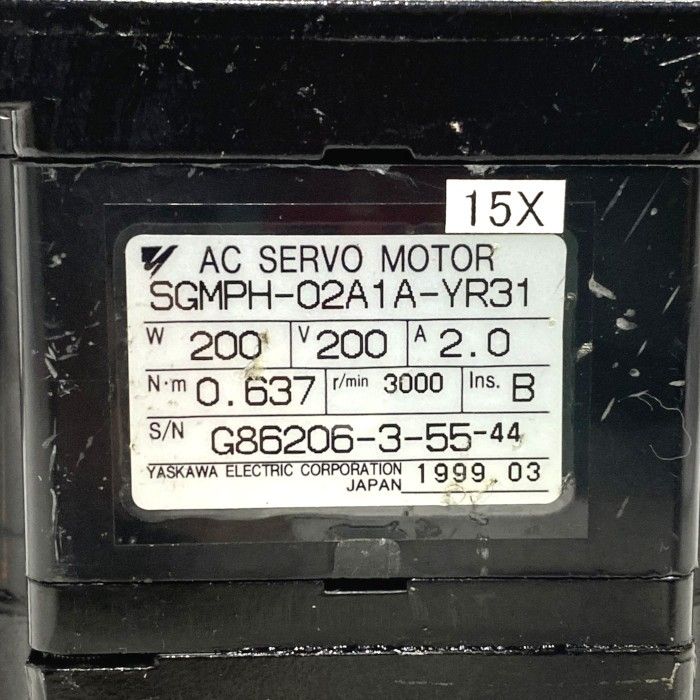 15X
AC SERVO MOTOR
SGMPH-02A1A-YR31
W 200 V 200 A 2.0
N·m 0.637 r/min 3000 Ins. B
S/N G86206-3-55-44
YASKAWA ELECTRIC CORPORATION 1999.03
JAPAN